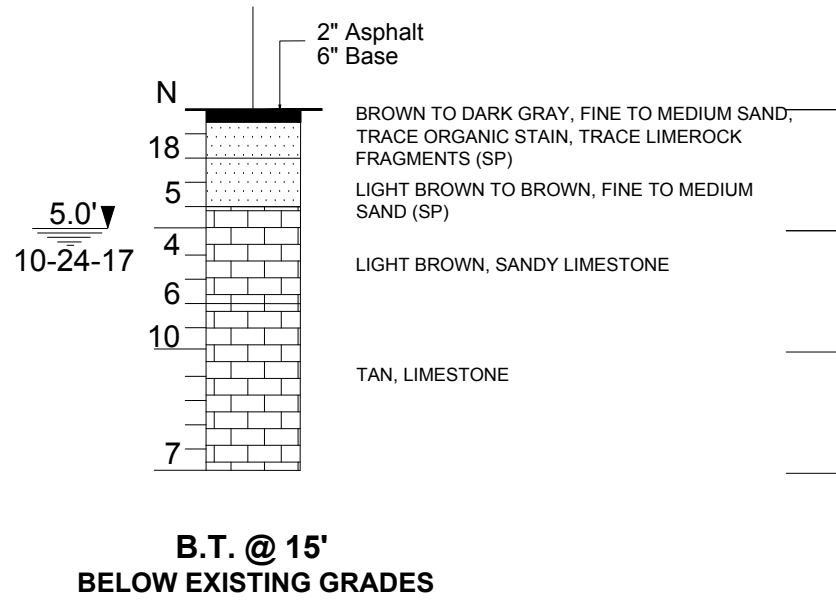 2" Asphalt
6" Base
N
BROWN TO DARK GRAY, FINE TO MEDIUM SAND,
TRACE ORGANIC STAIN, TRACE LIMEROCK
FRAGMENTS (SP)
18
LIGHT BROWN TO BROWN, FINE TO MEDIUM
SAND (SP)
5
5.0'
10-24-17
4
LIGHT BROWN, SANDY LIMESTONE
6
10
TAN, LIMESTONE
7
B.T. @ 15'
BELOW EXISTING GRADES